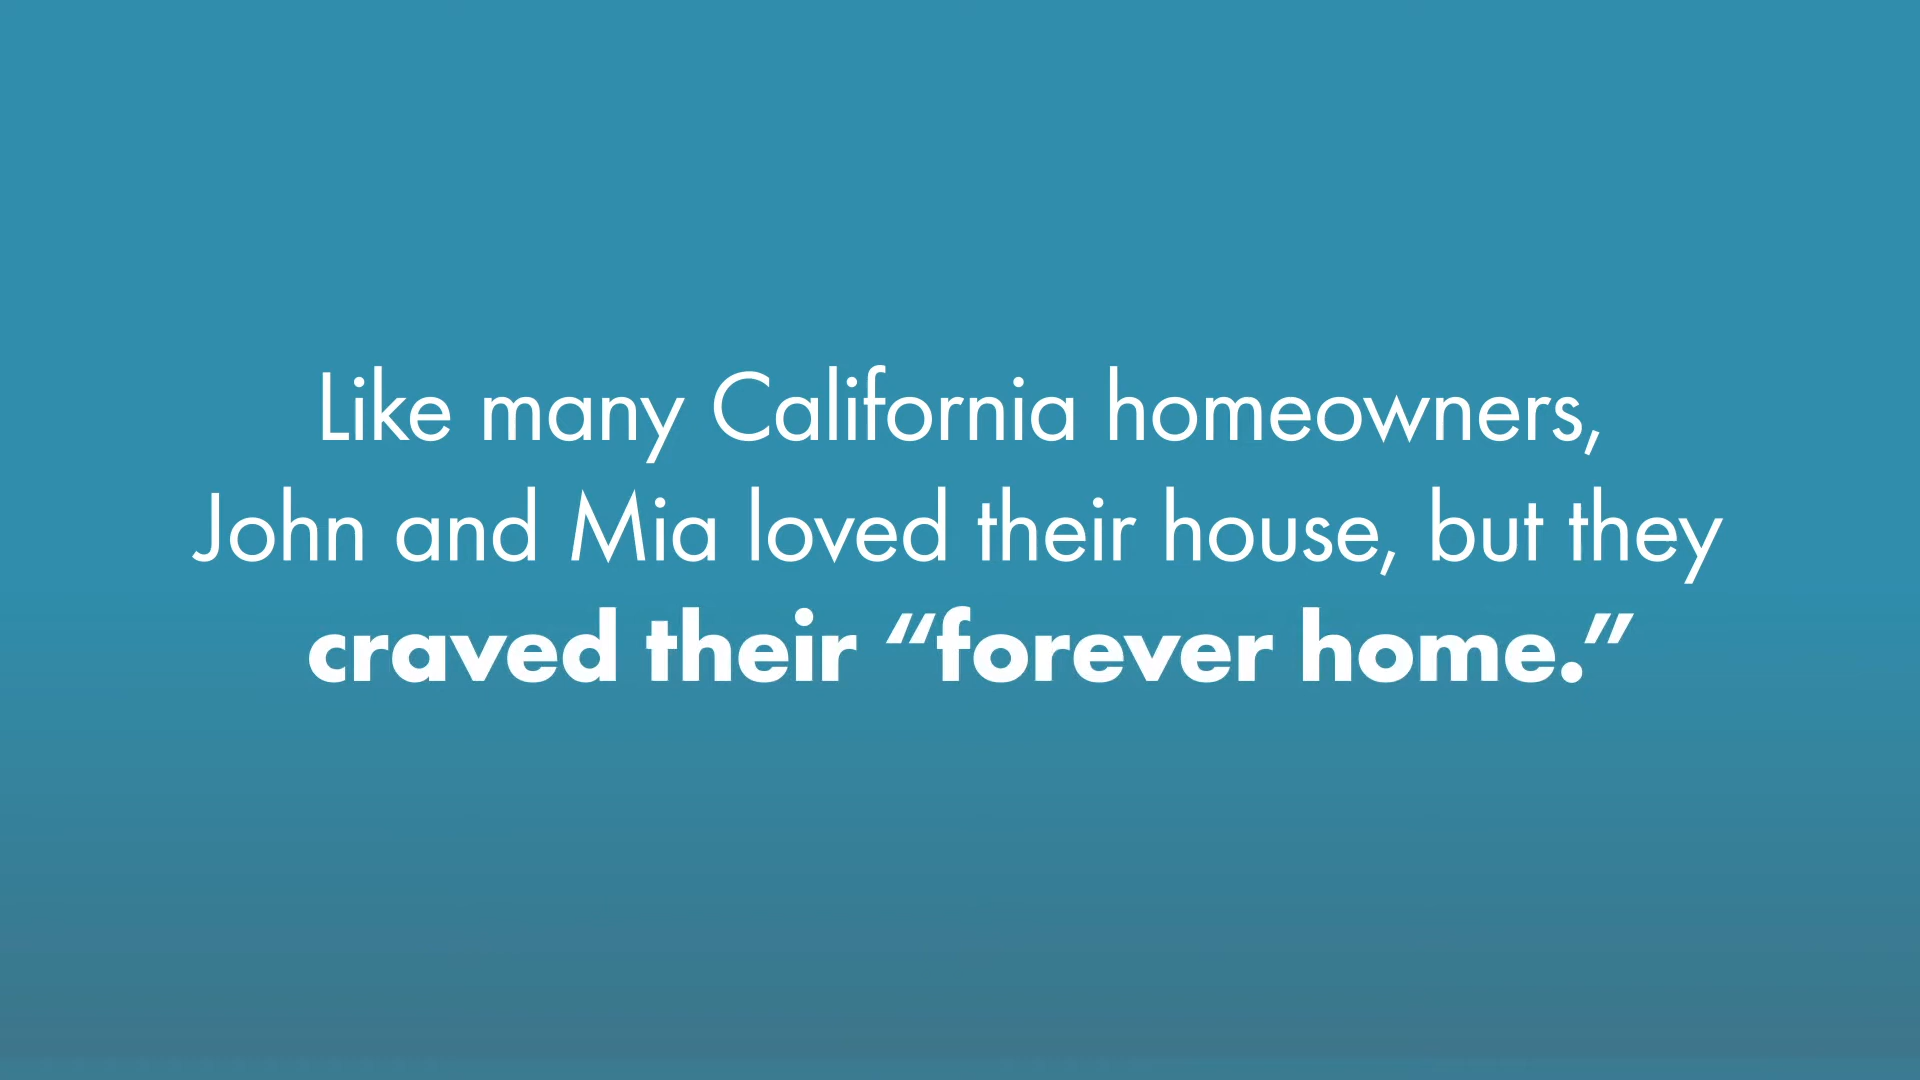 Like many California homeowners,
John and Mia loved their house, but they
craved their “forever home.”